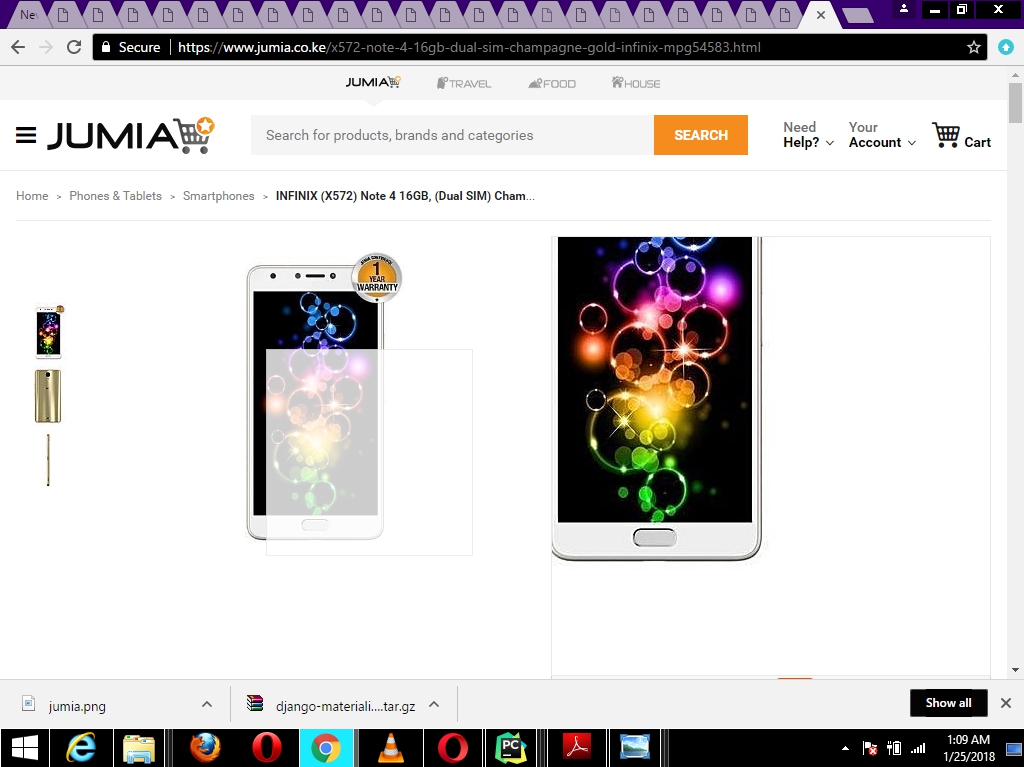 Ne
Secure
https://www.jumia.co.ke/x572-note-4-16gb-dual-sim-champagne-gold-infinix-mpg54583.html
JUMIA TRAVEL FOOD HOUSE
JUMIA
Search for products, brands and categories
SEARCH
Need Help?
Your Account
Cart
Home > Phones & Tablets > Smartphones > INFINIX (X572) Note 4 16GB, (Dual SIM) Cham...
1
YEAR
WARRANTY
jumia.png
django-materiali....tar.gz
Show all
PC
1:09 AM
1/25/2018